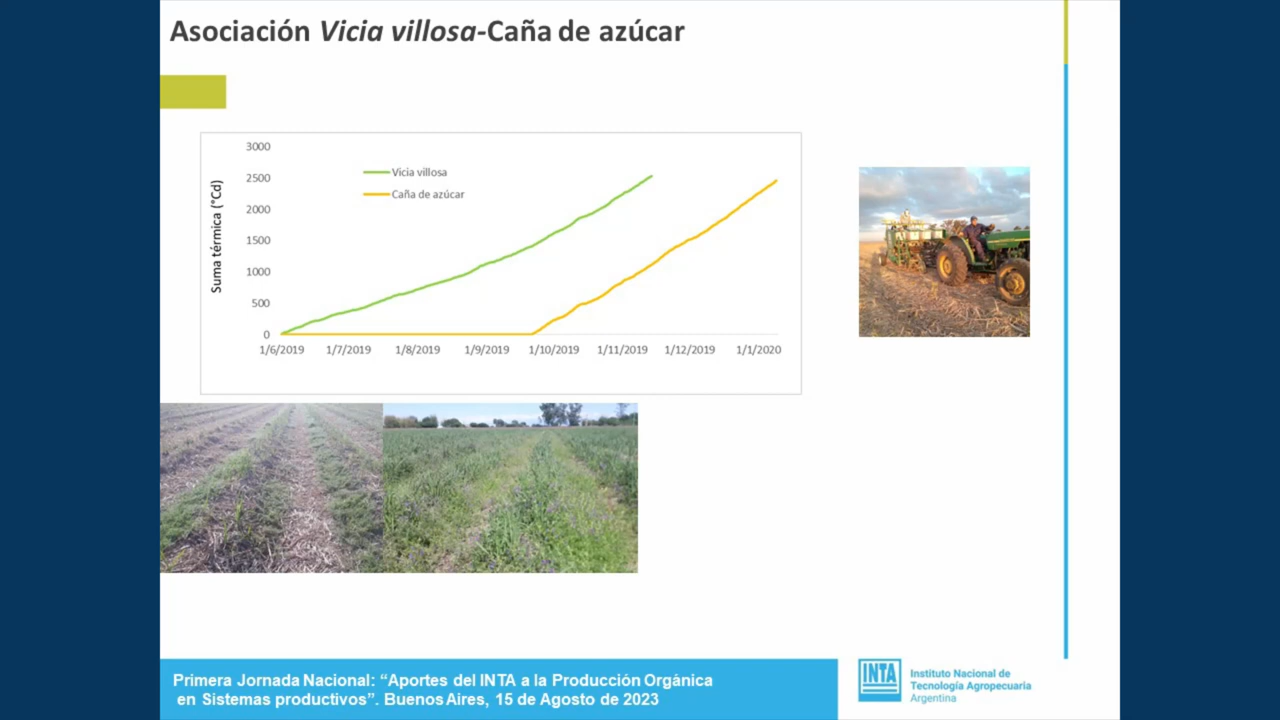 Asociación Vicia villosa-Caña de azúcar
3000
2500
2000
1500
1000
500
0
Suma térmica (°Cd)
Vicia villosa
Caña de azúcar
1/6/2019 1/7/2019 1/8/2019 1/9/2019 1/10/2019 1/11/2019 1/12/2019 1/1/2020
Primera Jornada Nacional: “Aportes del INTA a la Producción Orgánica
en Sistemas productivos”. Buenos Aires, 15 de Agosto de 2023
INTA
Instituto Nacional de
Tecnología Agropecuaria
Argentina